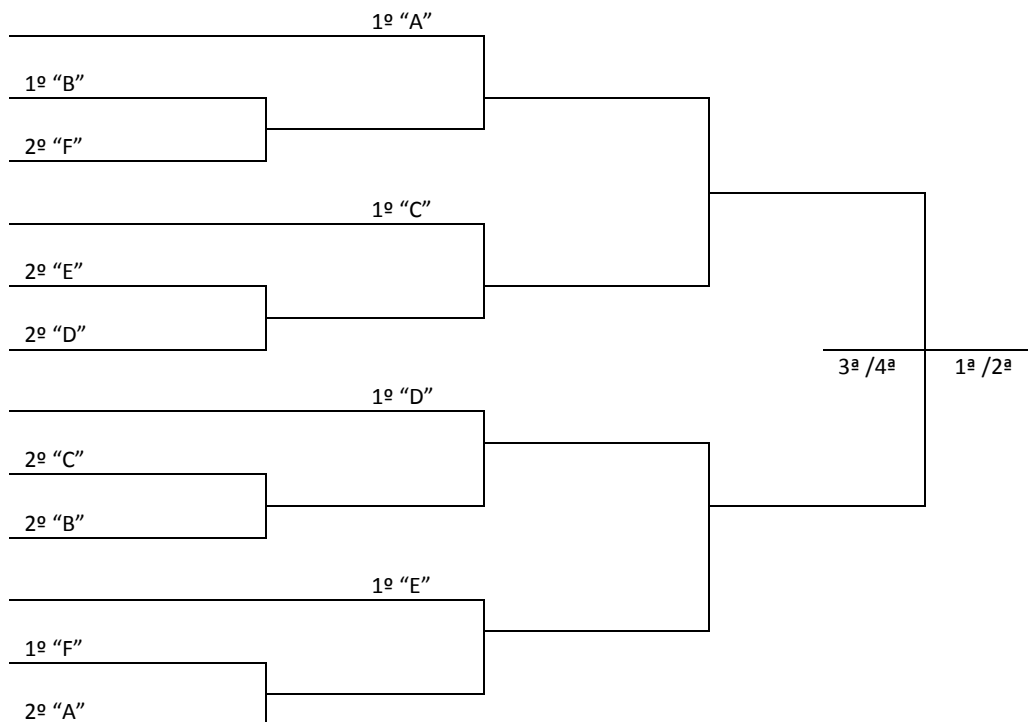 1º “A”
1º “B”
2º “F”
1º “C”
2º “E”
2º “D”
3ª /4ª
1ª /2ª
1º “D”
2º “C”
2º “B”
1º “E”
1º “F”
2º “A”